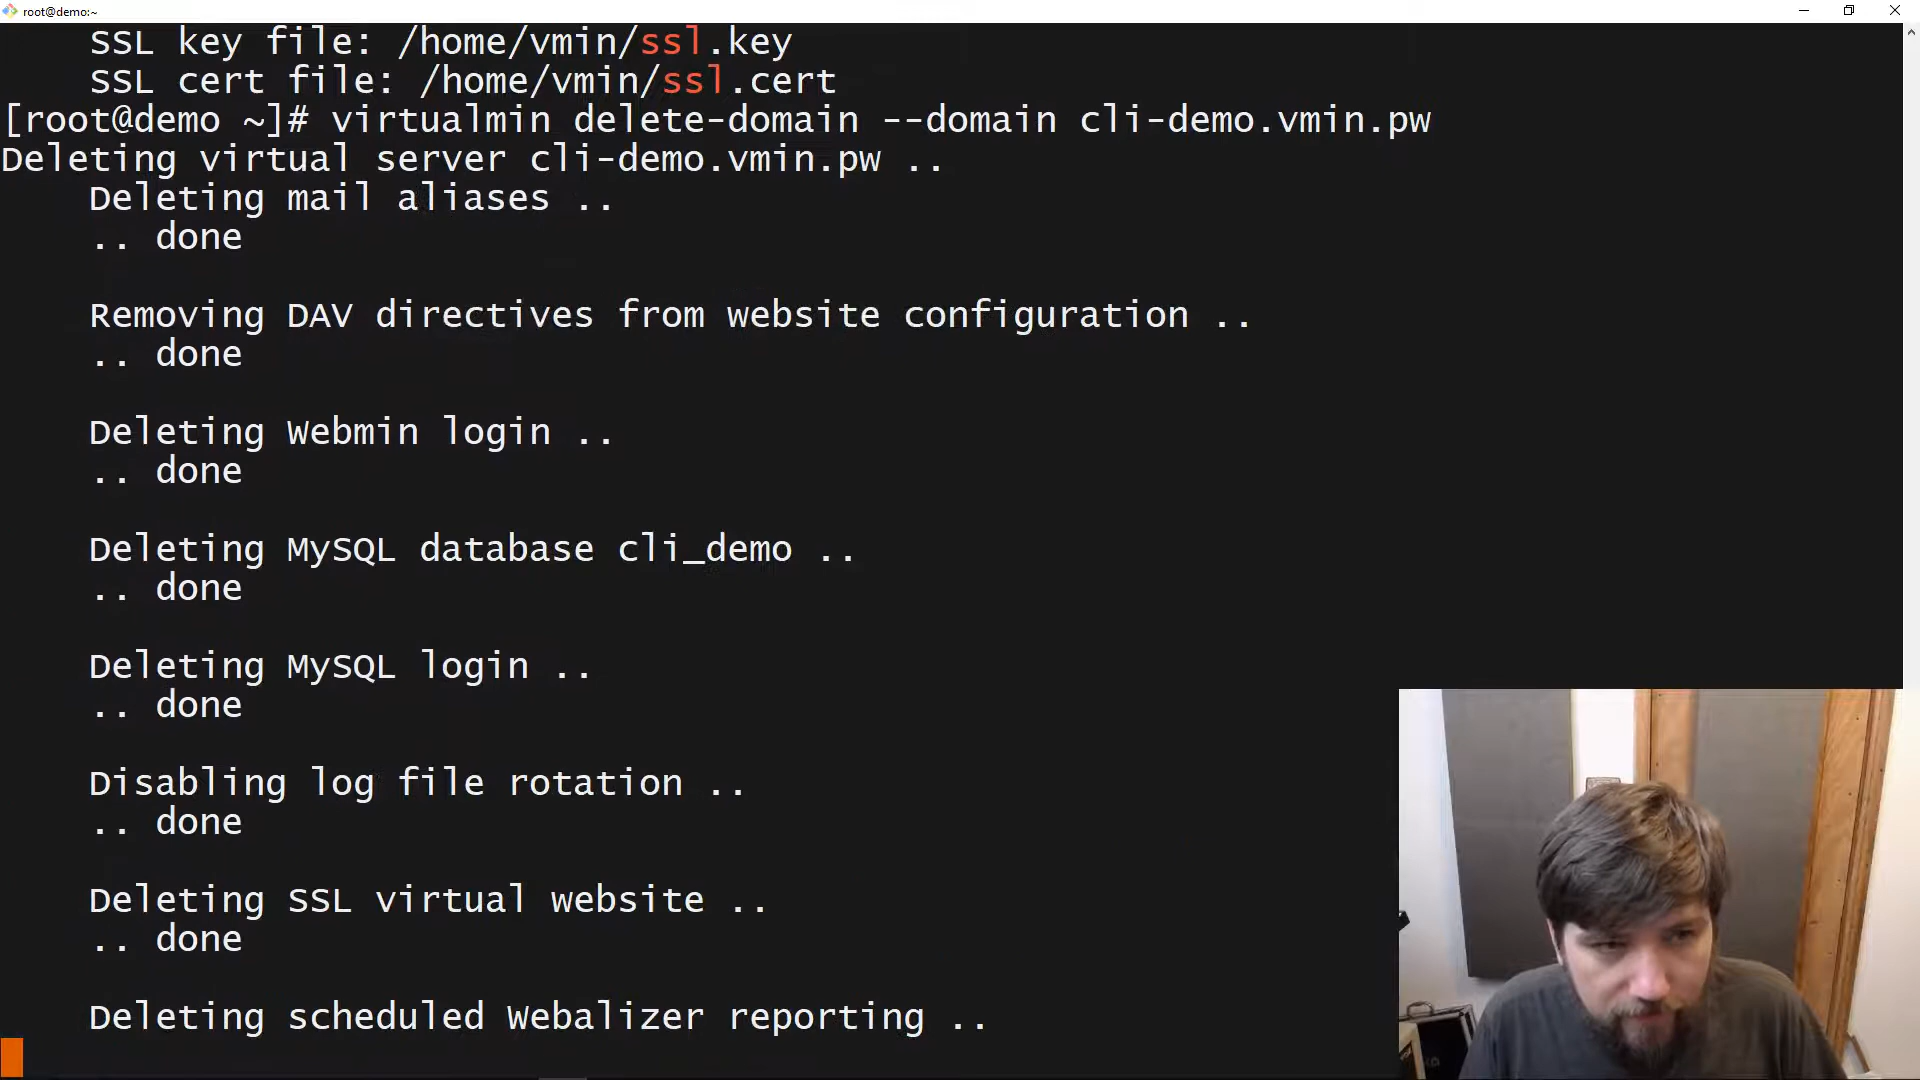 root@demo:~
SSL key file: /home/vmin/ssl.key
SSL cert file: /home/vmin/ssl.cert
[root@demo ~]# virtualmin delete-domain --domain cli-demo.vmin.pw
Deleting virtual server cli-demo.vmin.pw ..
Deleting mail aliases ..
.. done
Removing DAV directives from website configuration ..
.. done
Deleting Webmin login ..
.. done
Deleting MySQL database cli_demo ..
.. done
Deleting MySQL login ..
.. done
Disabling log file rotation ..
.. done
Deleting SSL virtual website ..
.. done
Deleting scheduled Webalizer reporting ..